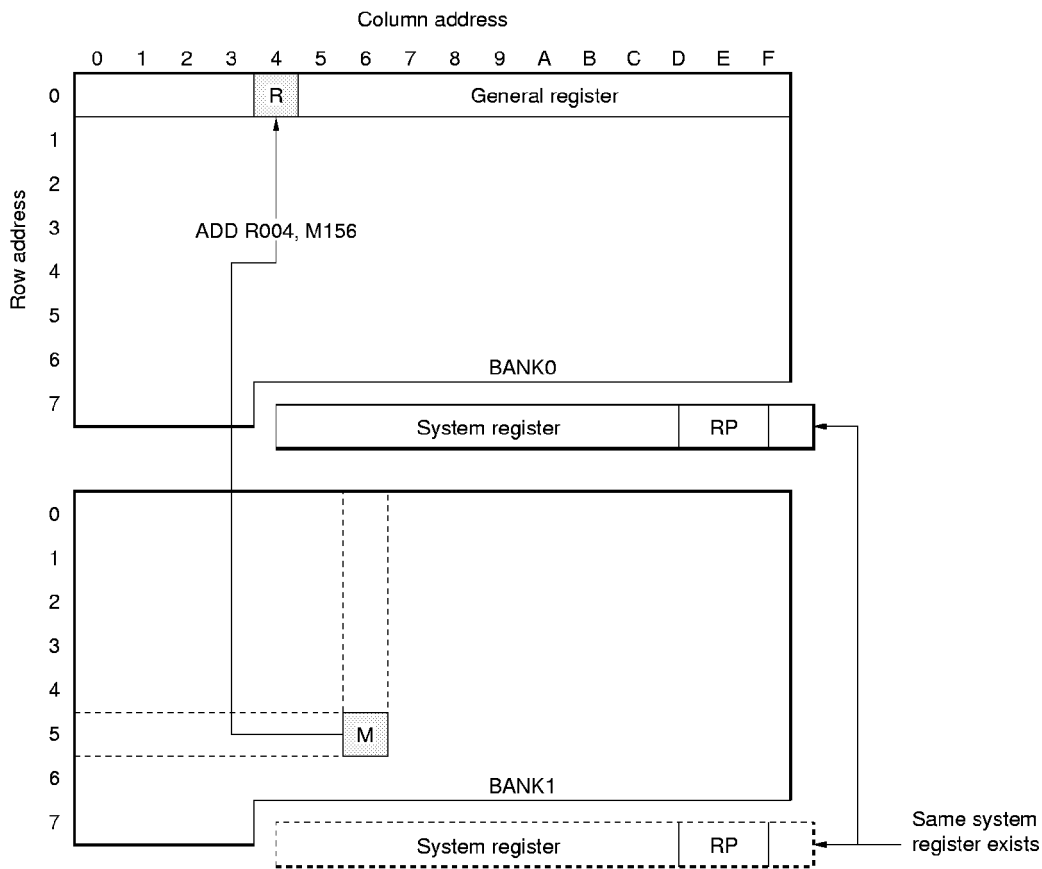 Column address
0 1 2 3 4 5 6 7 8 9 A B C D E F
Row address
0 R General register
1
2
3 ADD R004, M156
4
5
6 BANK0
7
System register RP
0
1
2
3
4
5 M
6 BANK1
7
System register RP
Same system
register exists